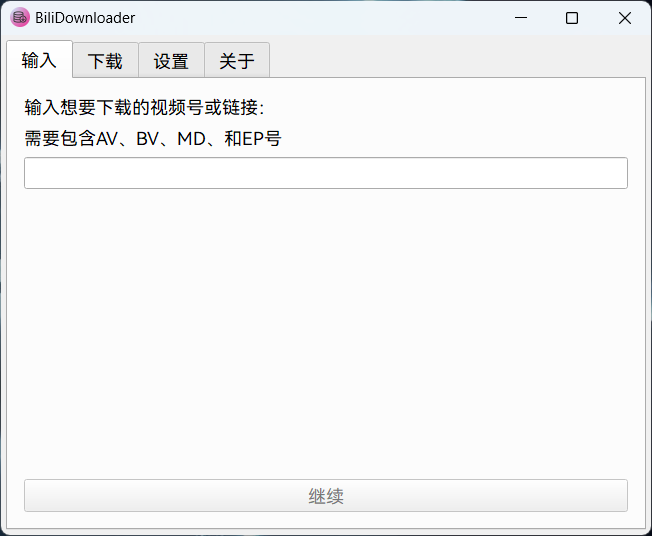 BiliDownloader
输入 下载 设置 关于
输入想要下载的视频号或链接：
需要包含AV、BV、MD、和EP号
继续